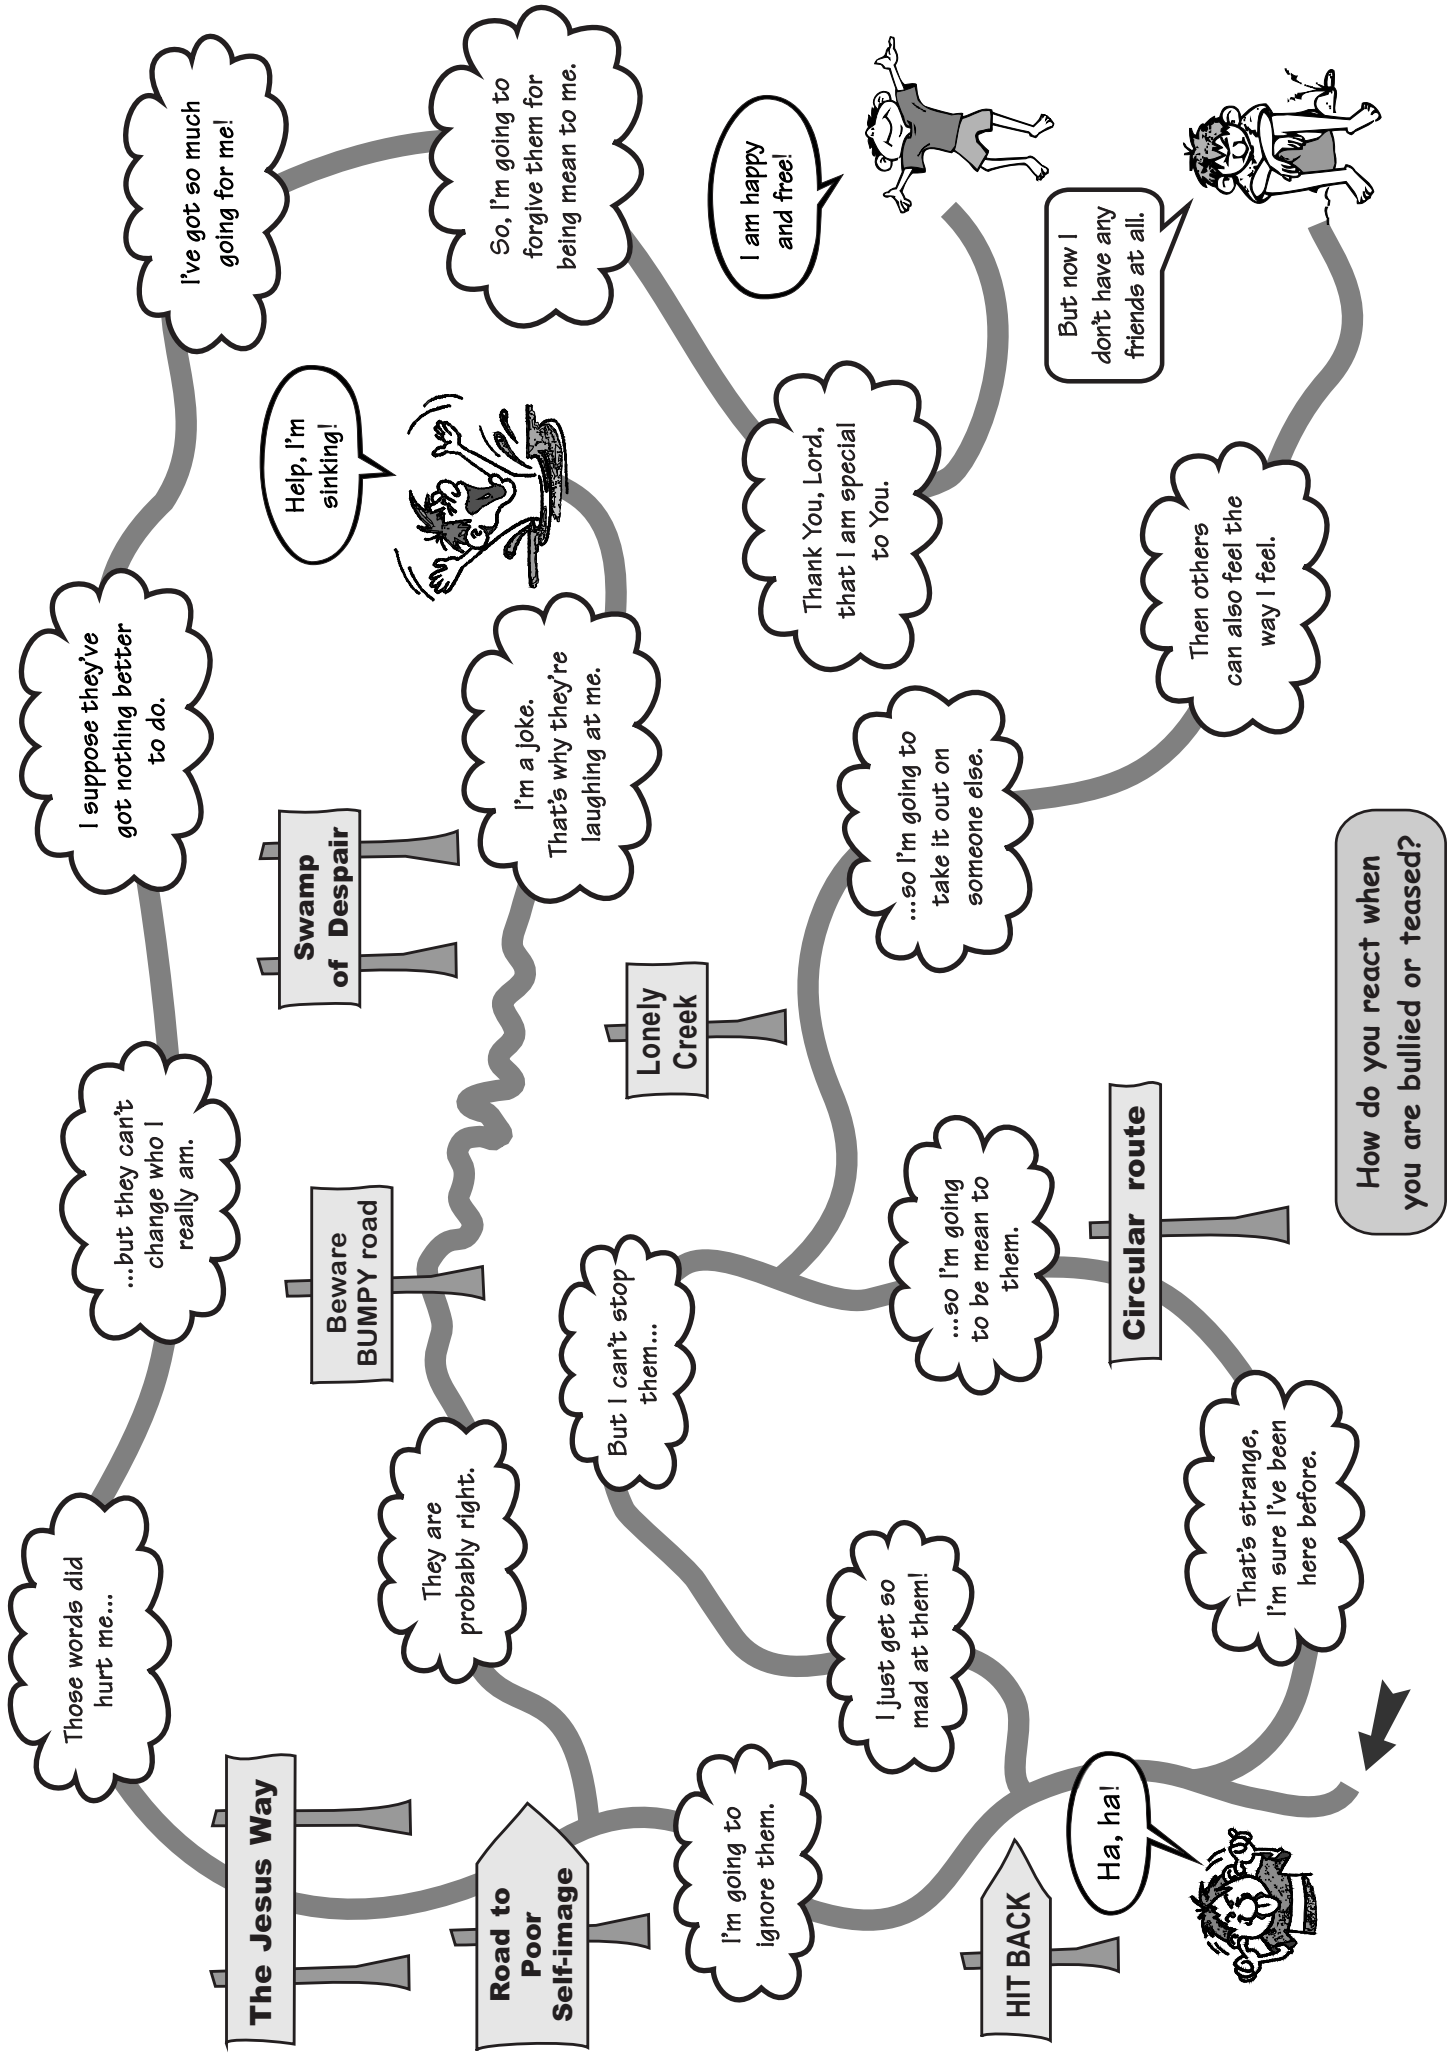 How do you react when
you are bullied or teased?
Ha, ha!
HIT BACK
I'm going to
ignore them.
Road to
Poor
Self-image
The Jesus Way
Those words did
hurt me...
...but they can't
change who I
really am.
I suppose they've
got nothing better
to do.
I've got so much
going for me!
So, I'm going to
forgive them for
being mean to me.
Thank You, Lord,
that I am special
to You.
I am happy
and free!
They are
probably right.
Beware
BUMPY road
Swamp
of Despair
I'm a joke.
That's why they're
laughing at me.
Help, I'm
sinking!
I just get so
mad at them!
But I can't stop
them...
...so I'm going
to be mean to
them.
Circular route
That's strange,
I'm sure I've been
here before.
Lonely
Creek
...so I'm going to
take it out on
someone else.
Then others
can also feel the
way I feel.
But now I
don't have any
friends at all.